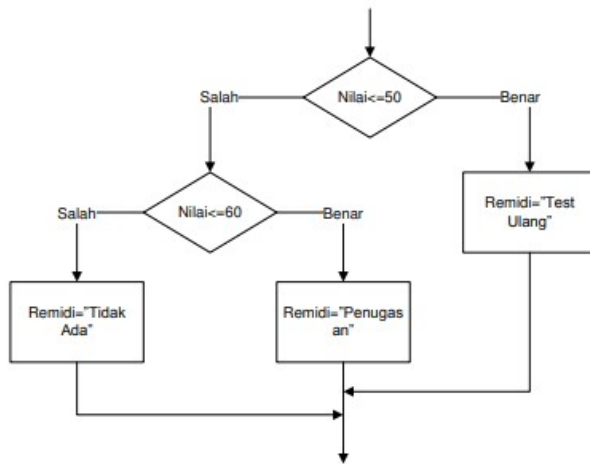 Nilai<=50
Salah
Benar
Nilai<=60
Salah
Benar
Remidi="Test
Ulang"
Remidi="Tidak
Ada"
Remidi="Penugas
an"